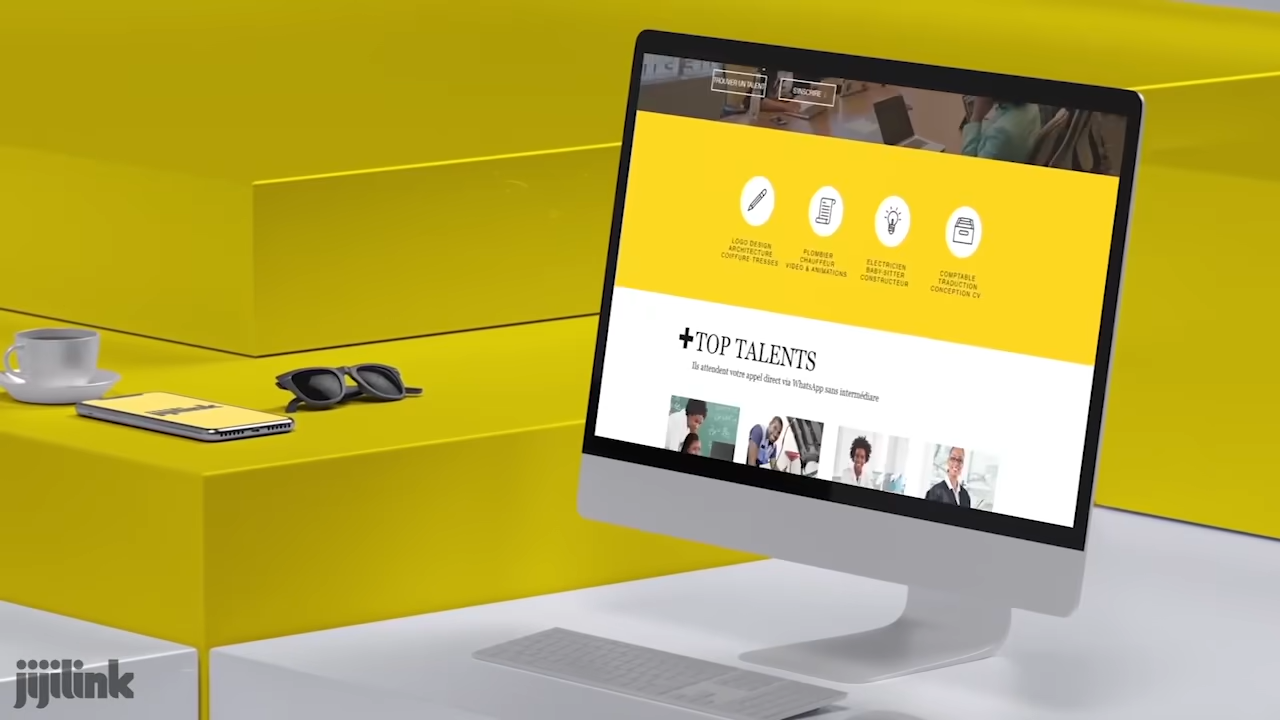 TROUVER UN TALENT
S'INSCRIRE
LOGO DESIGN
ARCHITECTURE
COIFFURE-TRESSES
PLOMBIER
CHAUFFEUR
VIDEO & ANIMATIONS
ELECTRICIEN
BABY-SITTER
CONSTRUCTEUR
COMPTABLE
TRADUCTION
CONCEPTION CV
+TOP TALENTS
Ils attendent votre appel direct via WhatsApp sans intermédiare
jijilink
jijilink